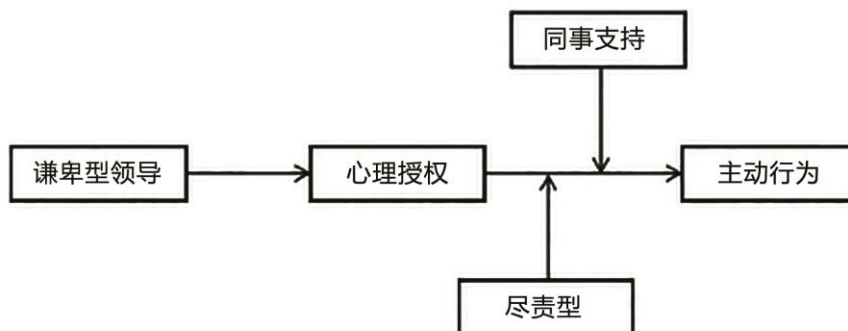 同事支持
谦卑型领导
心理授权
主动行为
尽责型